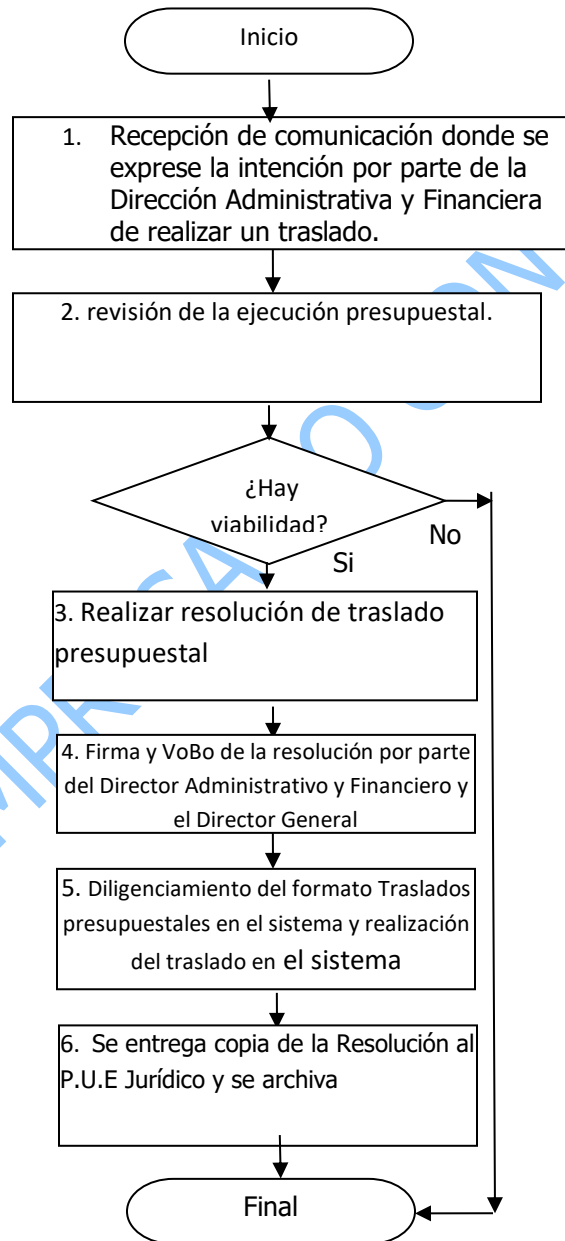 Inicio
1. Recepción de comunicación donde se
exprese la intención por parte de la
Dirección Administrativa y Financiera
de realizar un traslado.
2. revisión de la ejecución presupuestal.
¿Hay
viabilidad?
No
Si
3. Realizar resolución de traslado
presupuestal
4. Firma y VoBo de la resolución por parte
del Director Administrativo y Financiero y
el Director General
5. Diligenciamiento del formato Traslados
presupuestales en el sistema y realización
del traslado en el sistema
6. Se entrega copia de la Resolución al
P.U.E Jurídico y se archiva
Final